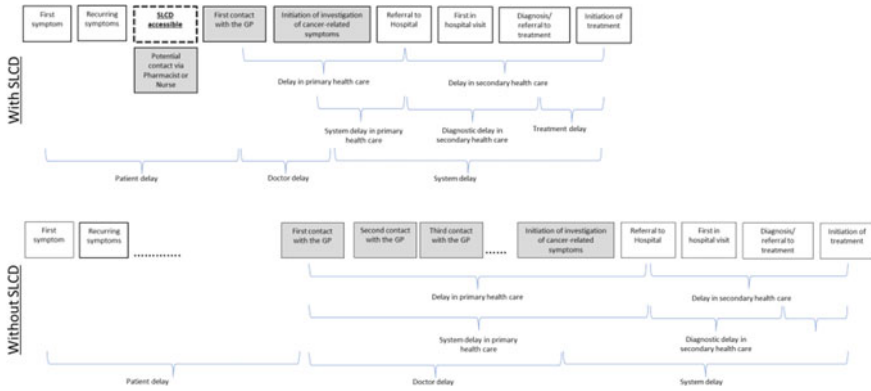 With SLCD
First
symptom
Recurring
symptoms
SLCD
accessible
First contact
with the GP
Initiation of investigation
of cancer-related
symptoms
Referral to
Hospital
First in
hospital visit
Diagnosis/
referral to
treatment
Initiation of
treatment
Potential
contact via
Pharmacist or
Nurse
Delay in primary health care
Delay in secondary health care
System delay in primary
health care
Diagnostic delay in
secondary health care
Treatment delay
Patient delay
Doctor delay
System delay
Without SLCD
First
symptom
Recurring
symptoms
.............
First contact
with the GP
Second contact
with the GP
Third contact
with the GP
......
Initiation of investigation
of cancer-related
symptoms
Referral to
Hospital
First in
hospital visit
Diagnosis/
referral to
treatment
Initiation of
treatment
Delay in primary health care
Delay in secondary health care
System delay in primary
health care
Diagnostic delay in
secondary health care
Patient delay
Doctor delay
System delay